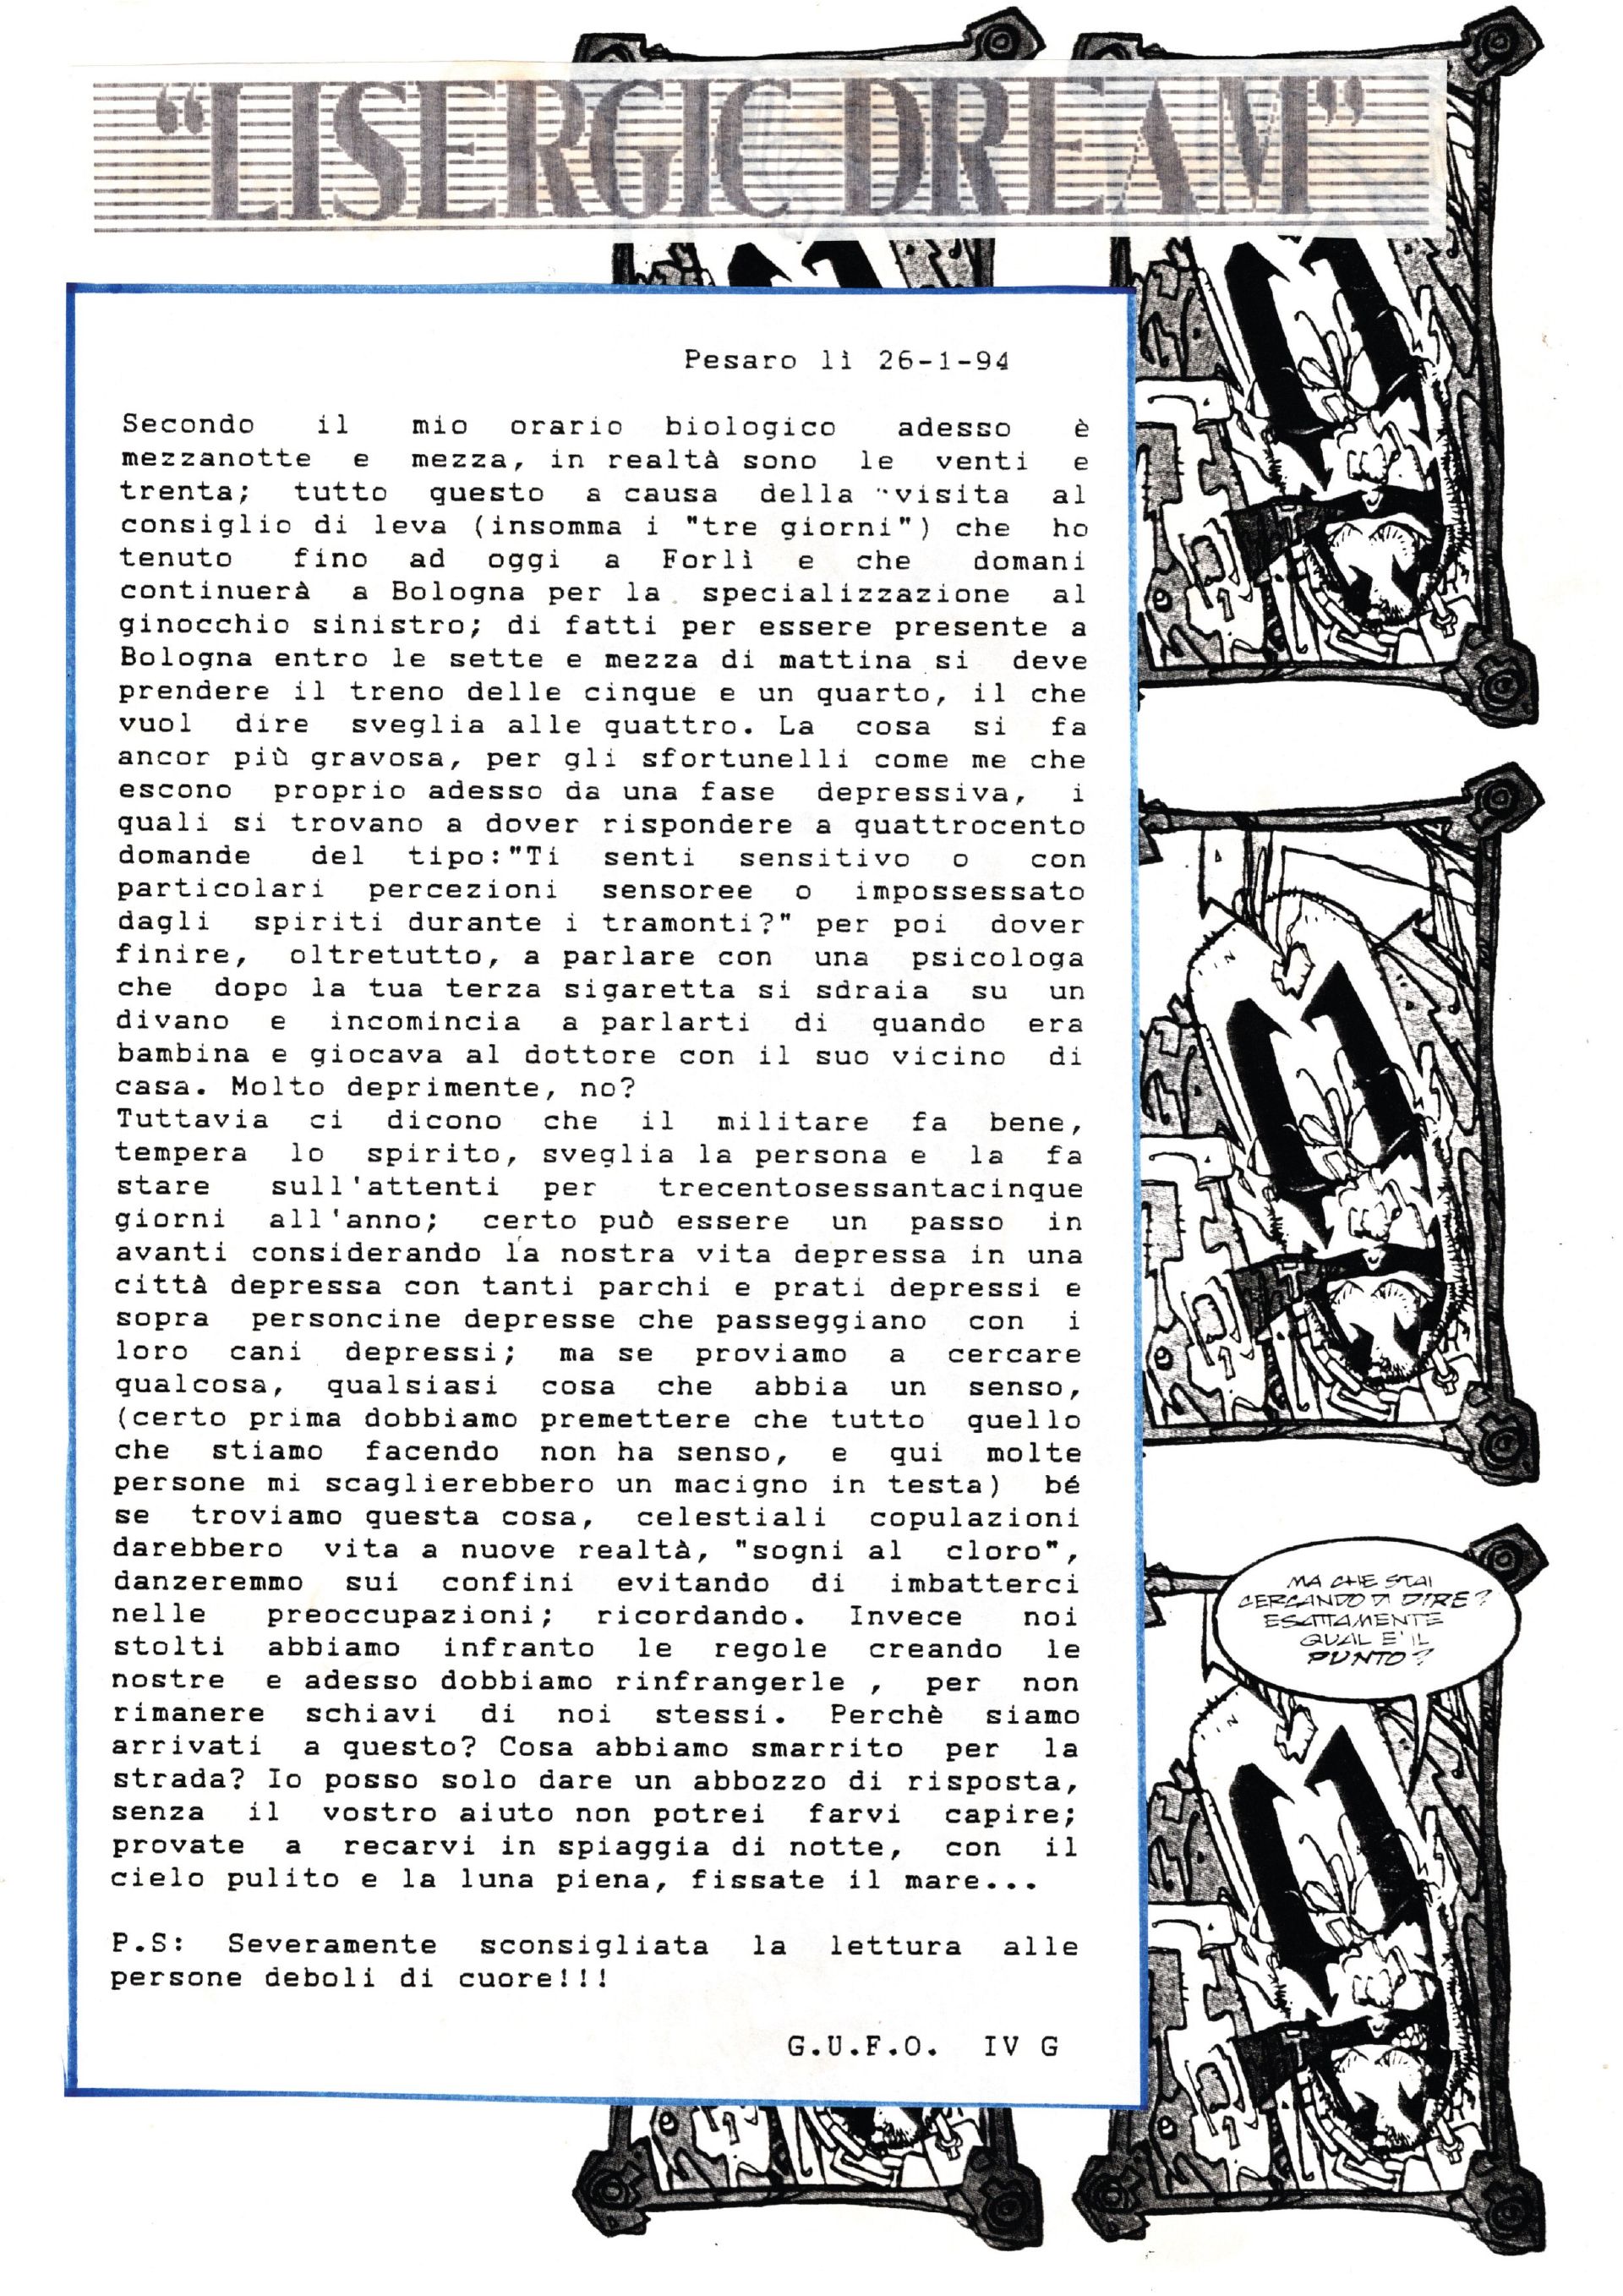 "LISERGIC DREAM"
Pesaro lì 26-1-94
Secondo il mio orario biologico adesso è
mezzanotte e mezza, in realtà sono le venti e
trenta; tutto questo a causa della visita al
consiglio di leva (insomma i "tre giorni") che ho
tenuto fino ad oggi a Forlì e che domani
continuerà a Bologna per la specializzazione al
ginocchio sinistro; di fatti per essere presente a
Bologna entro le sette e mezza di mattina si deve
prendere il treno delle cinque e un quarto, il che
vuol dire sveglia alle quattro. La cosa si fa
ancor più gravosa, per gli sfortunelli come me che
escono proprio adesso da una fase depressiva, i
quali si trovano a dover rispondere a quattrocento
domande del tipo:"Ti senti sensitivo o con
particolari percezioni sensoree o impossessato
dagli spiriti durante i tramonti?" per poi dover
finire, oltretutto, a parlare con una psicologa
che dopo la tua terza sigaretta si sdraia su un
divano e incomincia a parlarti di quando era
bambina e giocava al dottore con il suo vicino di
casa. Molto deprimente, no?
Tuttavia ci dicono che il militare fa bene,
tempera lo spirito, sveglia la persona e la fa
stare sull'attenti per trecentosessantacinque
giorni all'anno; certo può essere un passo in
avanti considerando la nostra vita depressa in una
città depressa con tanti parchi e prati depressi e
sopra personcine depresse che passeggiano con i
loro cani depressi; ma se proviamo a cercare
qualcosa, qualsiasi cosa che abbia un senso,
(certo prima dobbiamo premettere che tutto quello
che stiamo facendo non ha senso, e qui molte
persone mi scaglierebbero un macigno in testa) bé
se troviamo questa cosa, celestiali copulazioni
darebbero vita a nuove realtà, "sogni al cloro",
danzeremmo sui confini evitando di imbatterci
nelle preoccupazioni; ricordando. Invece noi
stolti abbiamo infranto le regole creando le
nostre e adesso dobbiamo rinfrangerle , per non
rimanere schiavi di noi stessi. Perchè siamo
arrivati a questo? Cosa abbiamo smarrito per la
strada? Io posso solo dare un abbozzo di risposta,
senza il vostro aiuto non potrei farvi capire;
provate a recarvi in spiaggia di notte, con il
cielo pulito e la luna piena, fissate il mare...
P.S: Severamente sconsigliata la lettura alle
persone deboli di cuore!!!
G.U.F.O. IV G
MA CHE STAI
CERCANDO DI DIRE?
ESATTAMENTE
QUAL E' IL
PUNTO?